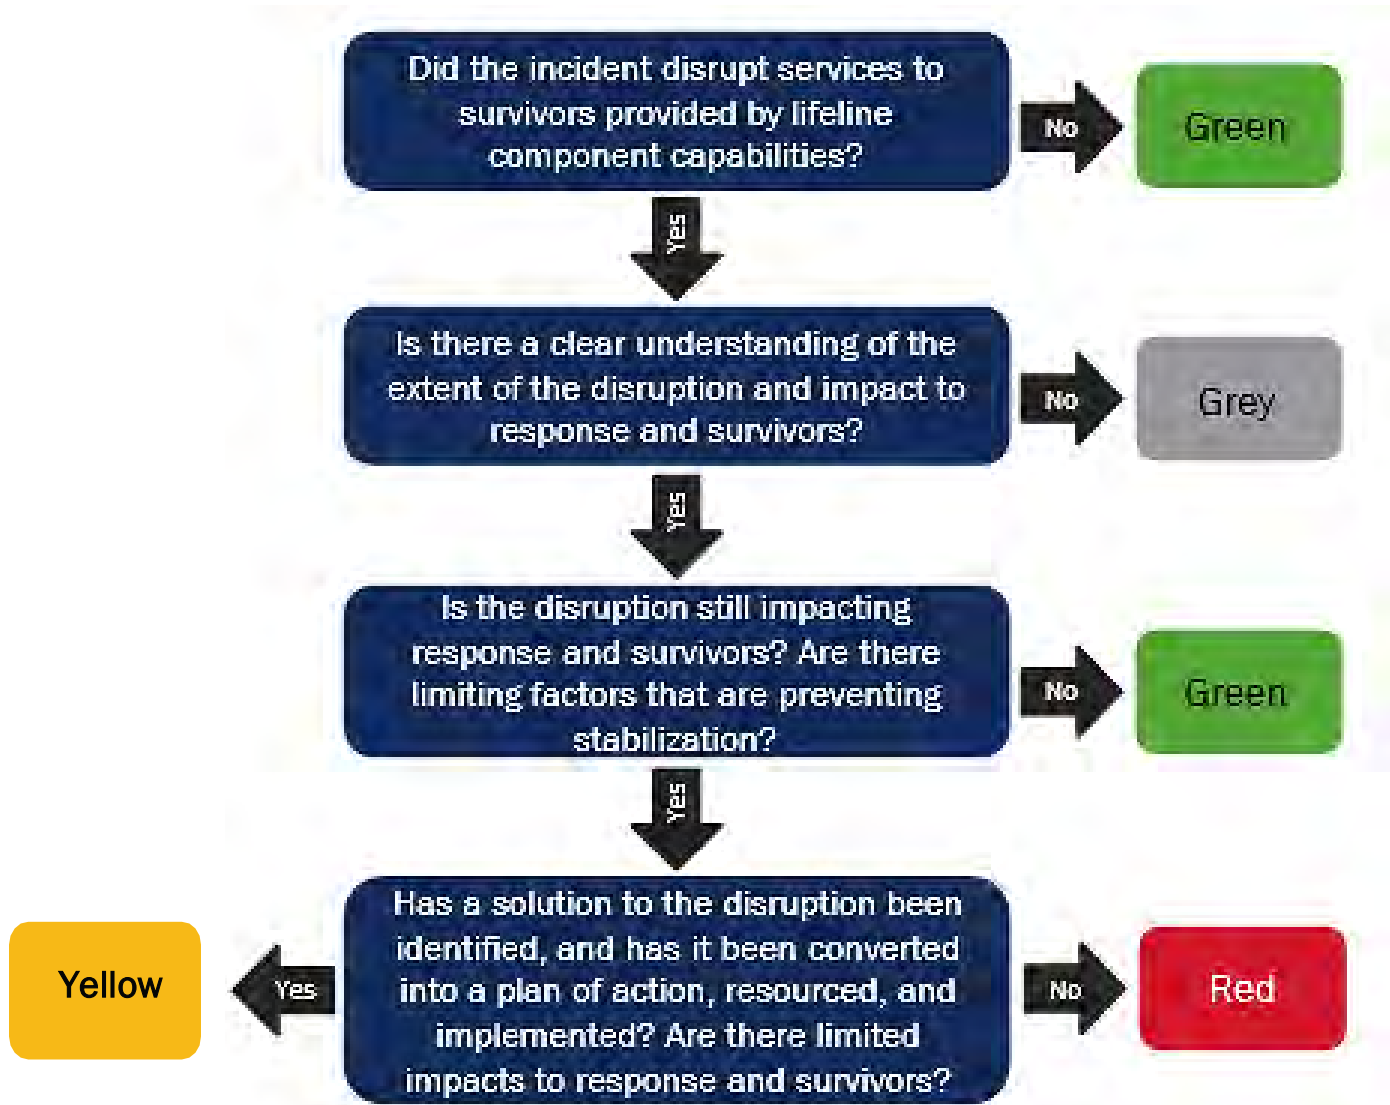 Did the incident disrupt services to
survivors provided by lifeline
component capabilities?
No
Green
Yes
Is there a clear understanding of the
extent of the disruption and impact to
response and survivors?
No
Grey
Yes
Is the disruption still impacting
response and survivors? Are there
limiting factors that are preventing
stabilization?
No
Green
Yes
Has a solution to the disruption been
identified, and has it been converted
into a plan of action, resourced, and
implemented? Are there limited
impacts to response and survivors?
Yes
Yellow
No
Red